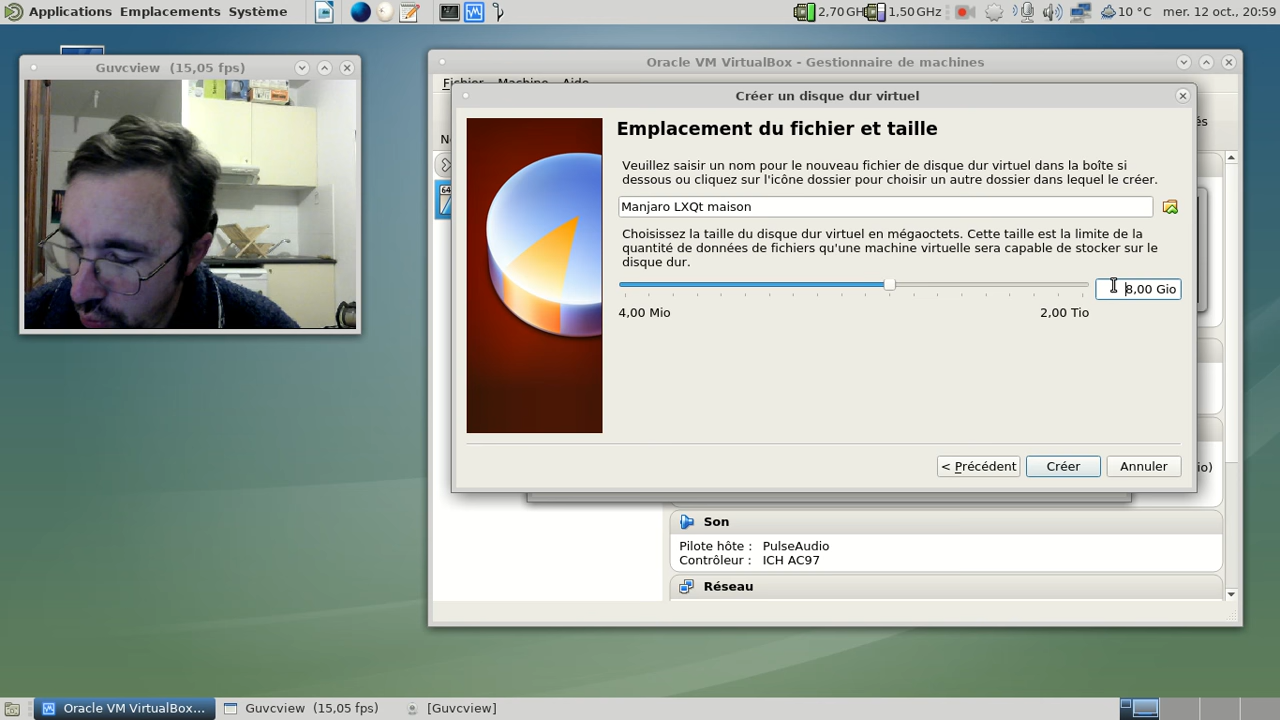 Applications Emplacements Système
2,70 GH
1,50 GHz
10 °C
mer. 12 oct., 20:59
Guvcview (15,05 fps)
Oracle VM VirtualBox - Gestionnaire de machines
Fichier Machine Aide
Créer un disque dur virtuel
Emplacement du fichier et taille
Veuillez saisir un nom pour le nouveau fichier de disque dur virtuel dans la boîte si
dessous ou cliquez sur l'icône dossier pour choisir un autre dossier dans lequel le créer.
Manjaro LXQt maison
Choisissez la taille du disque dur virtuel en mégaoctets. Cette taille est la limite de la
quantité de données de fichiers qu'une machine virtuelle sera capable de stocker sur le
disque dur.
8,00 Gio
4,00 Mio
2,00 Tio
< Précédent
Créer
Annuler
io)
Son
Pilote hôte : PulseAudio
Contrôleur : ICH AC97
Réseau
Oracle VM VirtualBox...
Guvcview (15,05 fps)
[Guvcview]